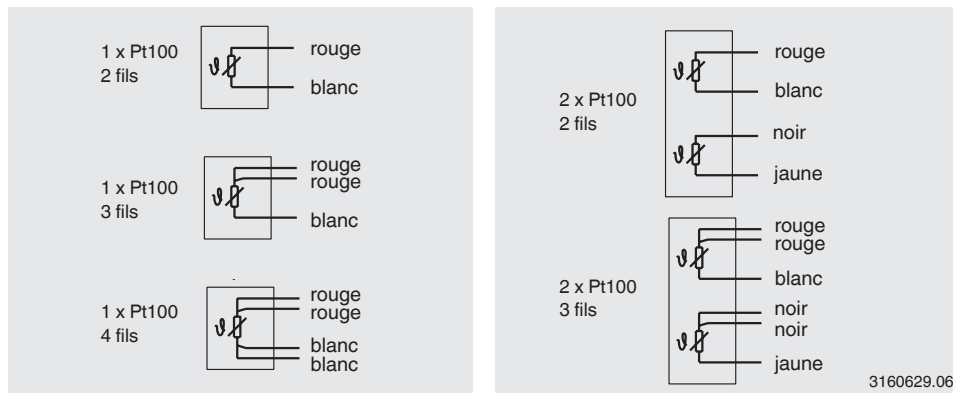 1 x Pt100
2 fils
rouge
blanc
1 x Pt100
3 fils
rouge
rouge
blanc
1 x Pt100
4 fils
rouge
rouge
blanc
blanc
2 x Pt100
2 fils
rouge
blanc
noir
jaune
2 x Pt100
3 fils
rouge
rouge
blanc
noir
noir
jaune
3160629.06